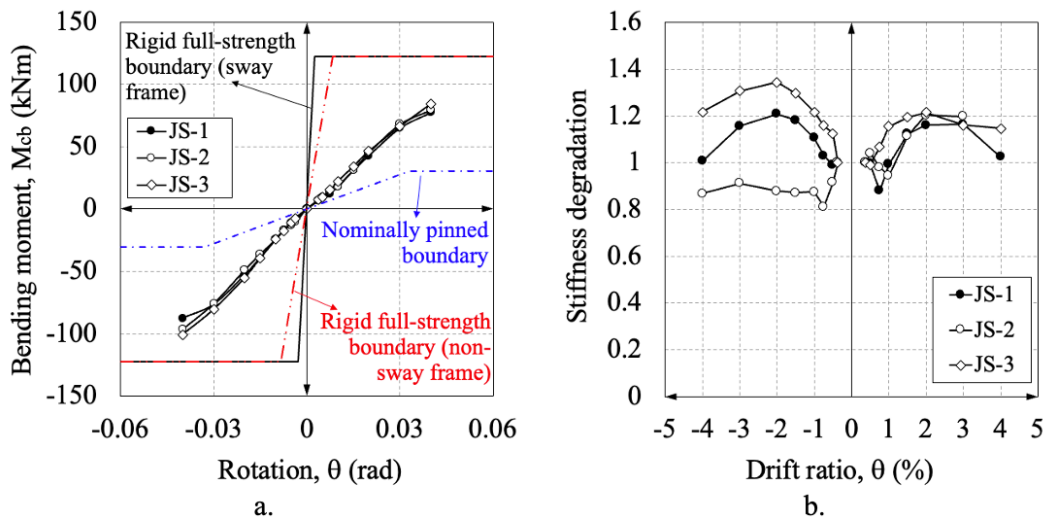 150
100
50
0
-50
-100
-150
Bending moment, Mcb (kNm)
Rigid full-strength
boundary (sway
frame)
JS-1
JS-2
JS-3
Nominally pinned
boundary
Rigid full-strength
boundary (non-
sway frame)
-0.06 -0.03 0 0.03 0.06
Rotation, θ (rad)
a.
1.6
1.4
1.2
1
0.8
0.6
0.4
0.2
0
Stiffness degradation
JS-1
JS-2
JS-3
-5 -4 -3 -2 -1 0 1 2 3 4 5
Drift ratio, θ (%)
b.